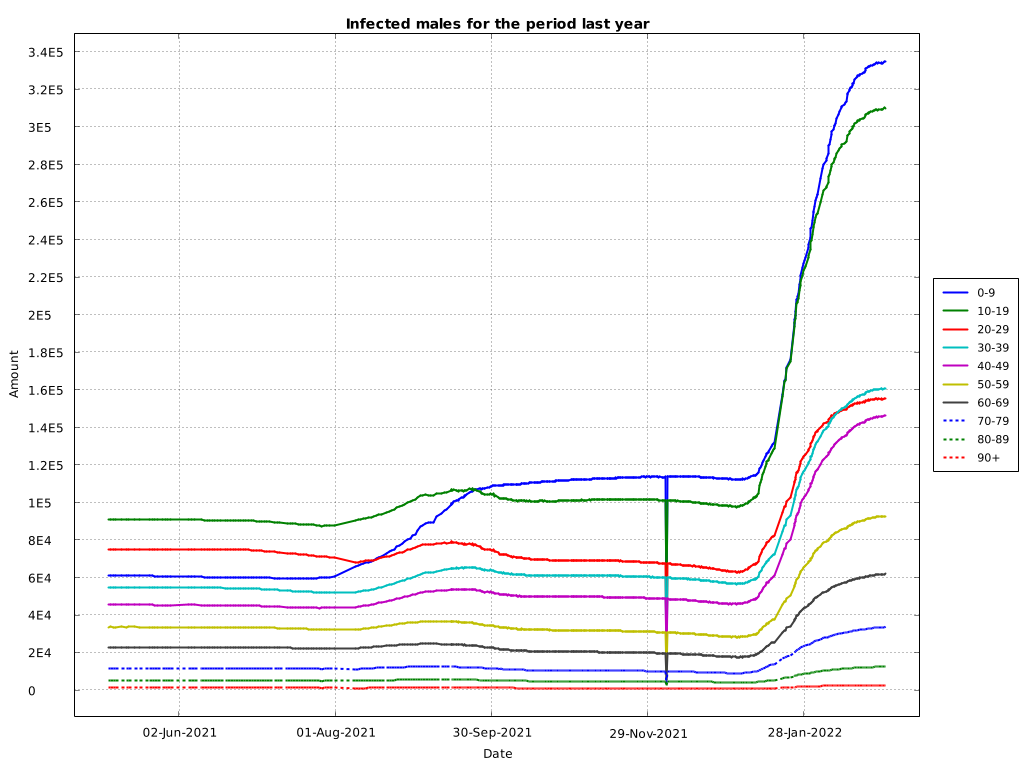 Infected males for the period last year
3.4E5
3.2E5
3E5
2.8E5
2.6E5
2.4E5
2.2E5
2E5
1.8E5
1.6E5
1.4E5
1.2E5
1E5
8E4
6E4
4E4
2E4
0
Amount
02-Jun-2021
01-Aug-2021
30-Sep-2021
29-Nov-2021
28-Jan-2022
Date
0-9
10-19
20-29
30-39
40-49
50-59
60-69
70-79
80-89
90+